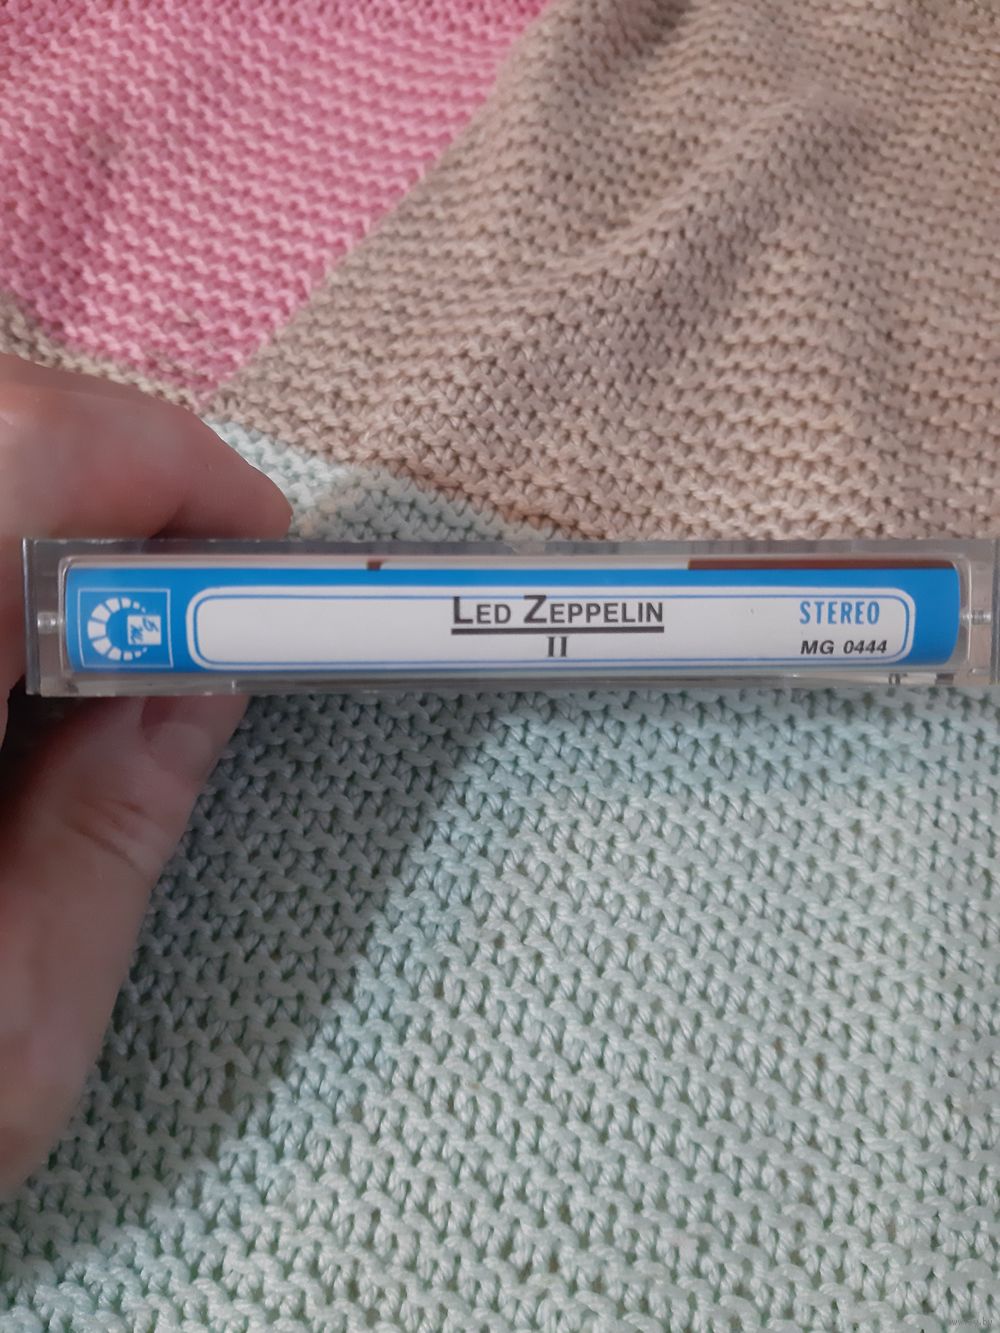 LED ZEPPELIN
II
STEREO
MG 0444